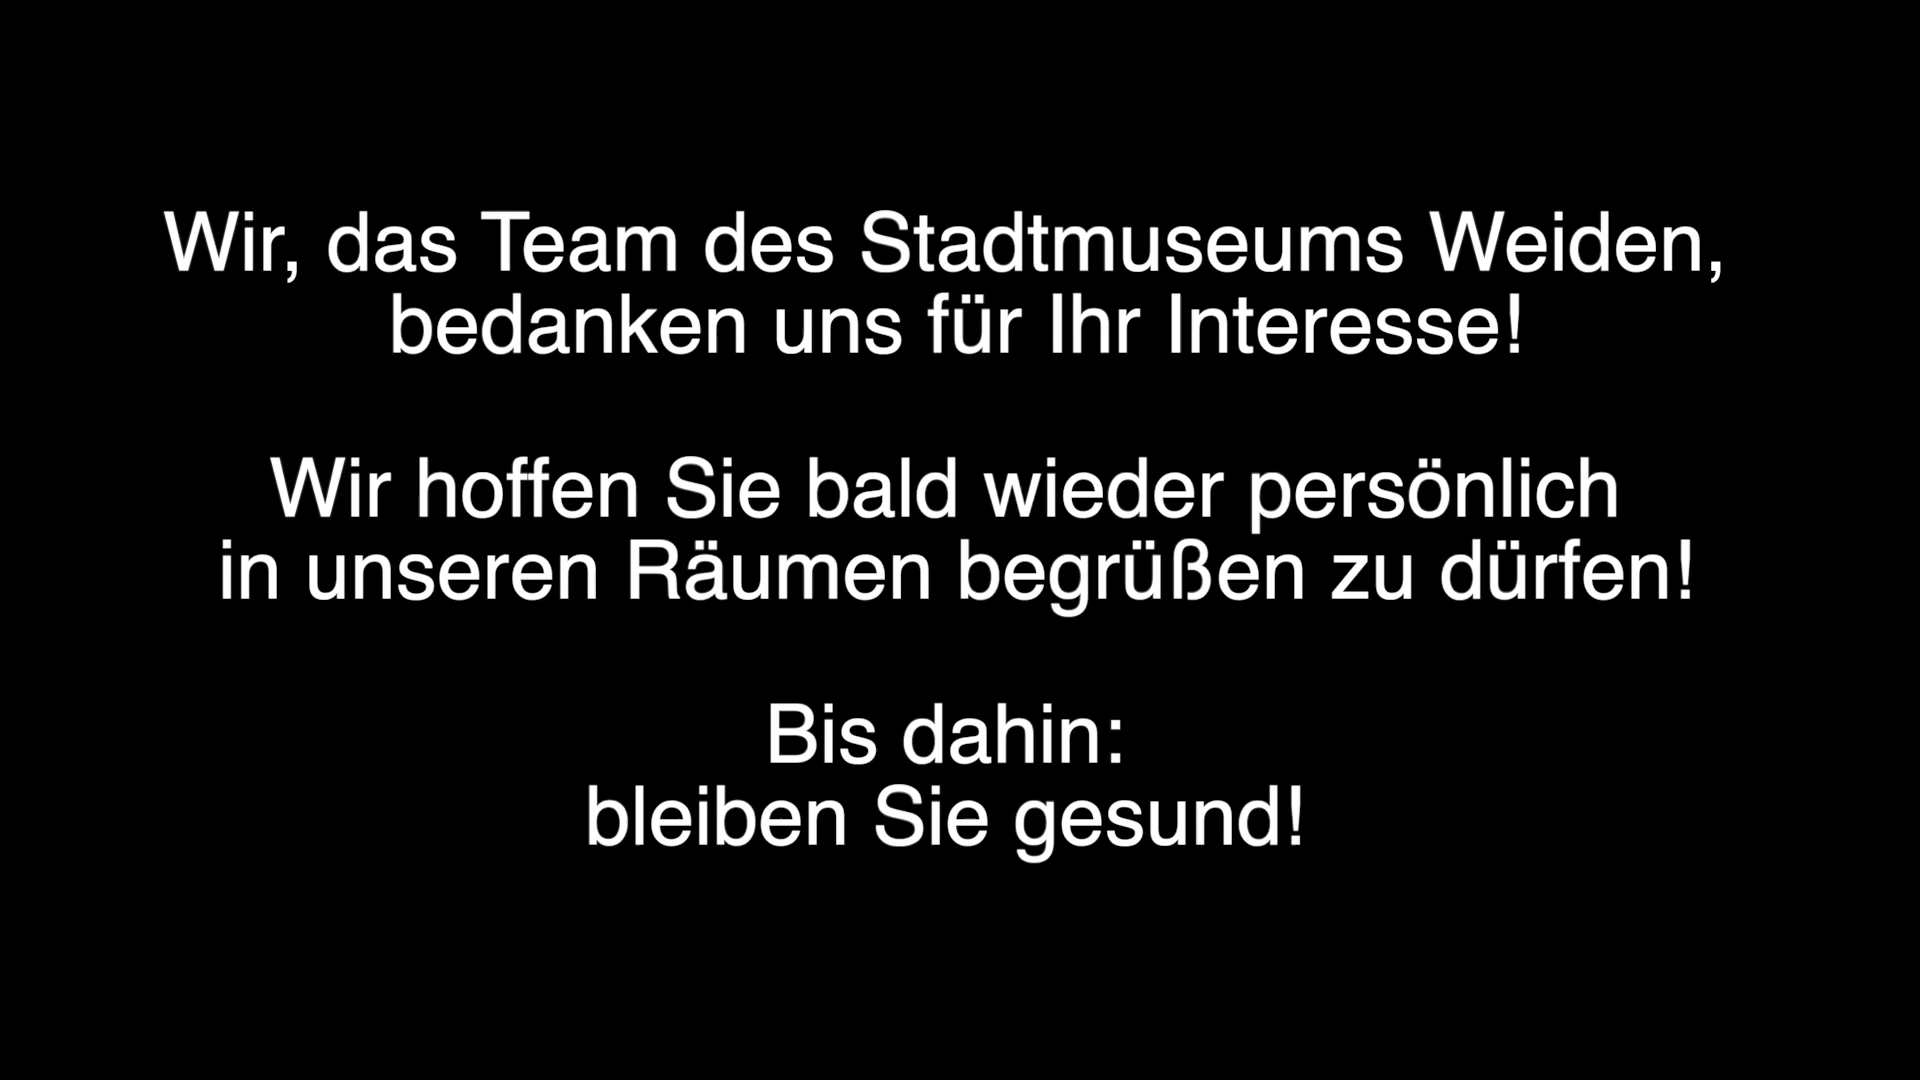 Wir, das Team des Stadtmuseums Weiden,
bedanken uns für Ihr Interesse!
Wir hoffen Sie bald wieder persönlich
in unseren Räumen begrüßen zu dürfen!
Bis dahin:
bleiben Sie gesund!